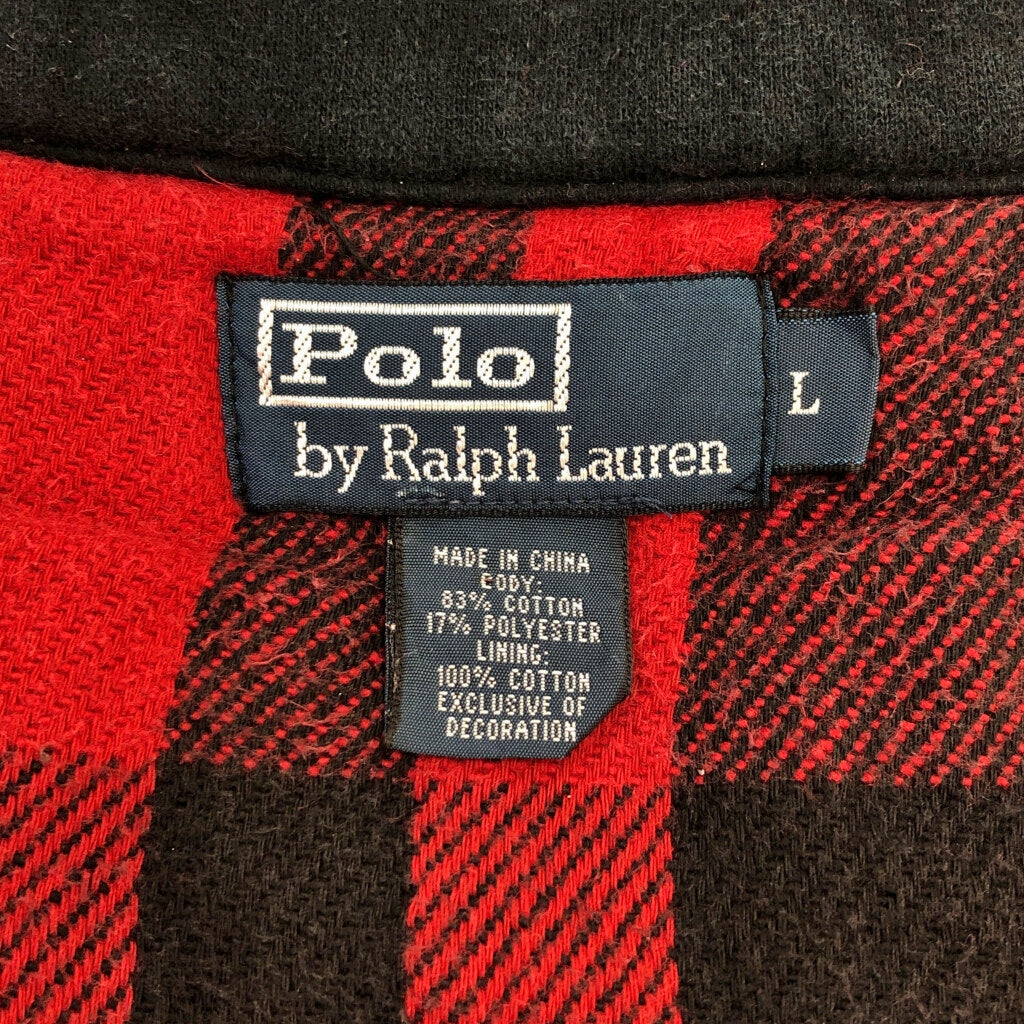 Polo
by Ralph Lauren
L
MADE IN CHINA
BODY:
83% COTTON
17% POLYESTER
LINING:
100% COTTON
EXCLUSIVE OF
DECORATION